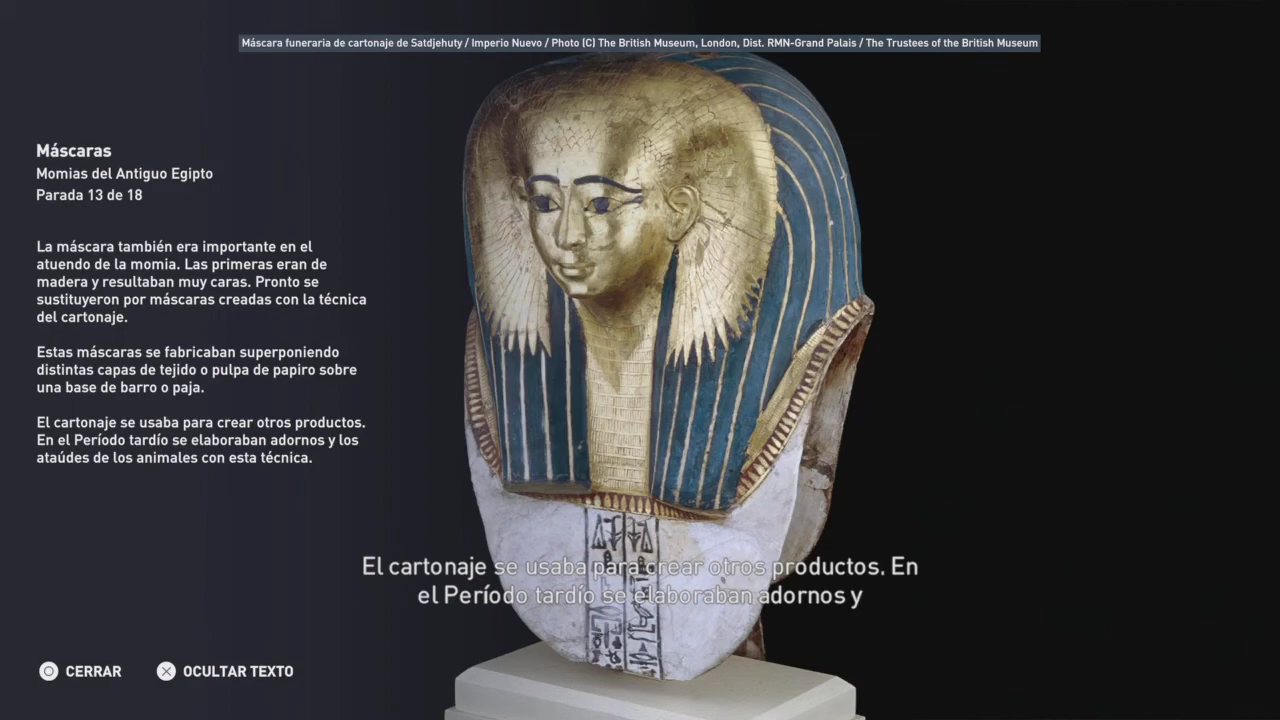 Máscara funeraria de cartonaje de Satdjehuty / Imperio Nuevo / Photo (C) The British Museum, London, Dist. RMN-Grand Palais / The Trustees of the British Museum
Máscaras
Momias del Antiguo Egipto
Parada 13 de 18
La máscara también era importante en el
atuendo de la momia. Las primeras eran de
madera y resultaban muy caras. Pronto se
sustituyeron por máscaras creadas con la técnica
del cartonaje.
Estas máscaras se fabricaban superponiendo
distintas capas de tejido o pulpa de papiro sobre
una base de barro o paja.
El cartonaje se usaba para crear otros productos.
En el Período tardío se elaboraban adornos y los
ataúdes de los animales con esta técnica.
El cartonaje se usaba para crear otros productos. En
el Período tardío se elaboraban adornos y
CERRAR
OCULTAR TEXTO